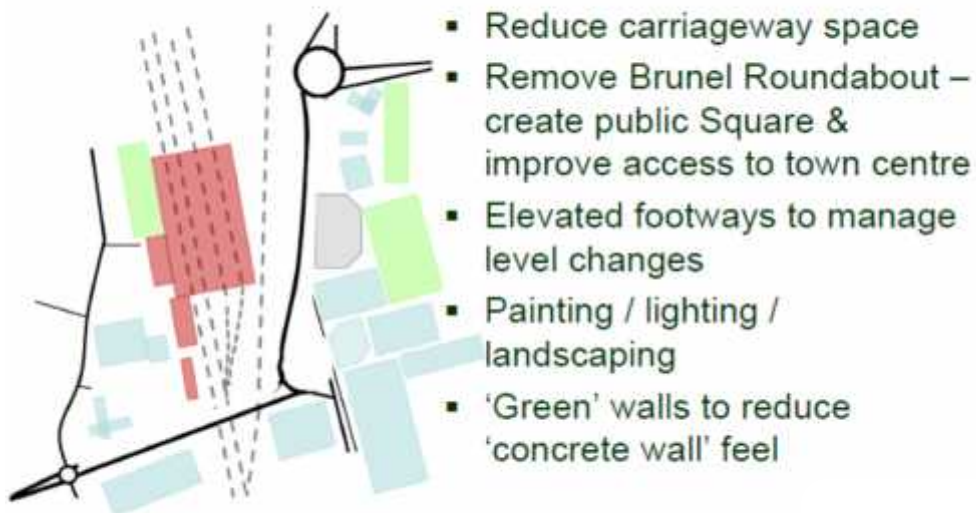 ▪ Reduce carriageway space
▪ Remove Brunel Roundabout –
create public Square &
improve access to town centre
▪ Elevated footways to manage
level changes
▪ Painting / lighting /
landscaping
▪ ‘Green’ walls to reduce
‘concrete wall’ feel